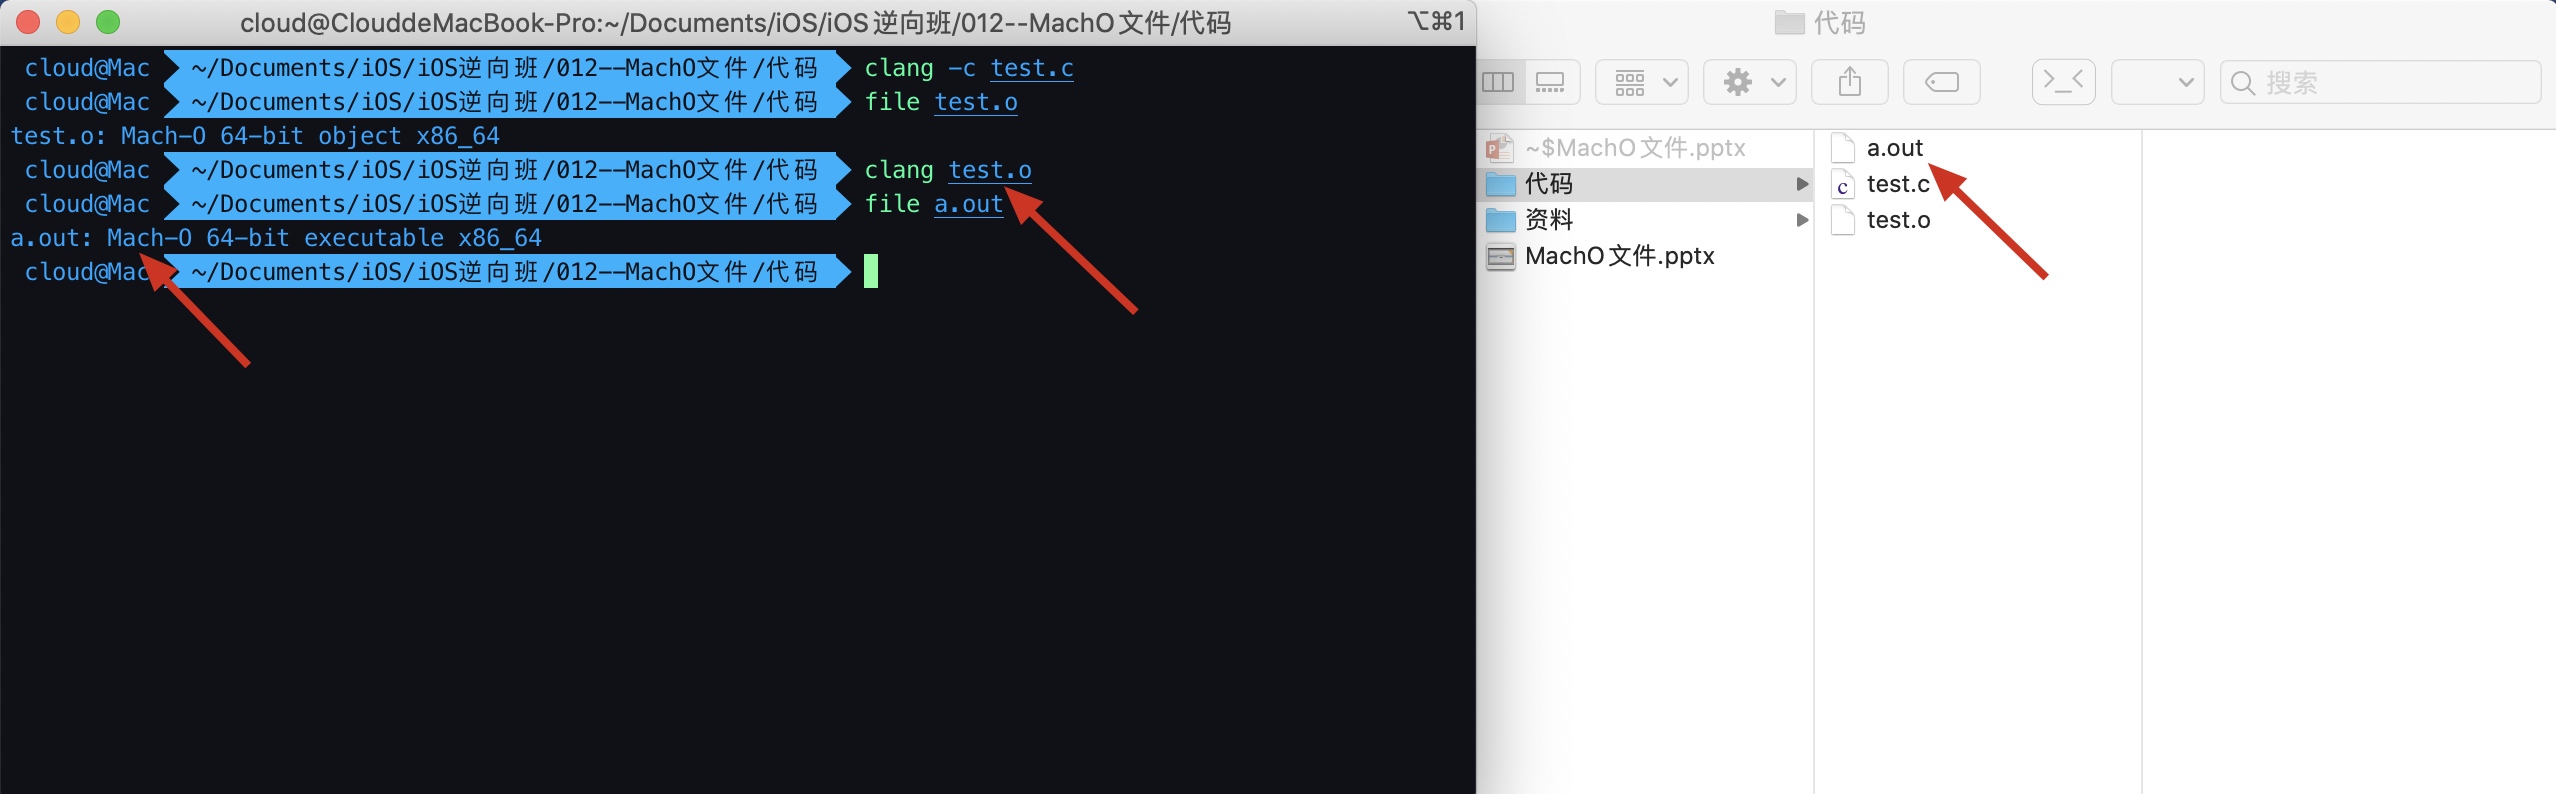 cloud@ClouddeMacBook-Pro:~/Documents/iOS/iOS逆向班/012--MachO文件/代码
⌥⌘1
cloud@Mac ~/Documents/iOS/iOS逆向班/012--MachO文件/代码 clang -c test.c
cloud@Mac ~/Documents/iOS/iOS逆向班/012--MachO文件/代码 file test.o
test.o: Mach-O 64-bit object x86_64
cloud@Mac ~/Documents/iOS/iOS逆向班/012--MachO文件/代码 clang test.o
cloud@Mac ~/Documents/iOS/iOS逆向班/012--MachO文件/代码 file a.out
a.out: Mach-O 64-bit executable x86_64
cloud@Mac ~/Documents/iOS/iOS逆向班/012--MachO文件/代码
代码
搜索
~$MachO文件.pptx
代码
资料
MachO文件.pptx
a.out
test.c
test.o